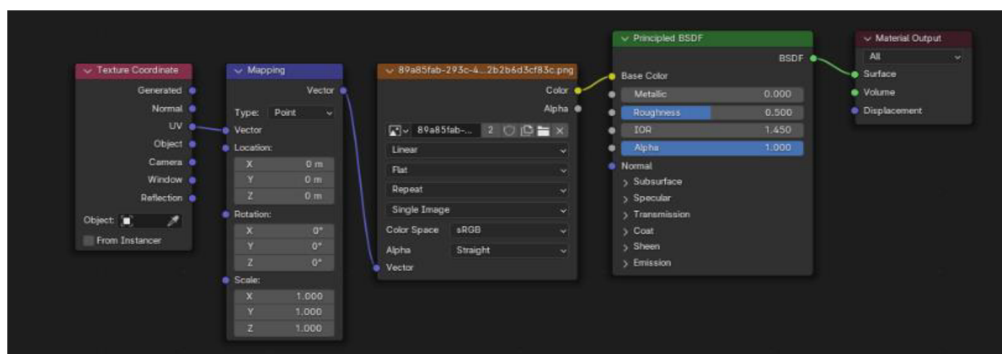 Texture Coordinate
Generated
Normal
UV
Object
Camera
Window
Reflection
Object:
From Instancer
Mapping
Vector
Type: Point
Vector
Location:
X 0 m
Y 0 m
Z 0 m
Rotation:
X 0°
Y 0°
Z 0°
Scale:
X 1.000
Y 1.000
Z 1.000
89a85fab-293c-4...2b2b6d3cf83c.png
Color
Alpha
89a85fab-... 2
Linear
Flat
Repeat
Single Image
Color Space sRGB
Alpha Straight
Vector
Principled BSDF
BSDF
Base Color
Metallic 0.000
Roughness 0.500
IOR 1.450
Alpha 1.000
Normal
Subsurface
Specular
Transmission
Coat
Sheen
Emission
Material Output
All
Surface
Volume
Displacement